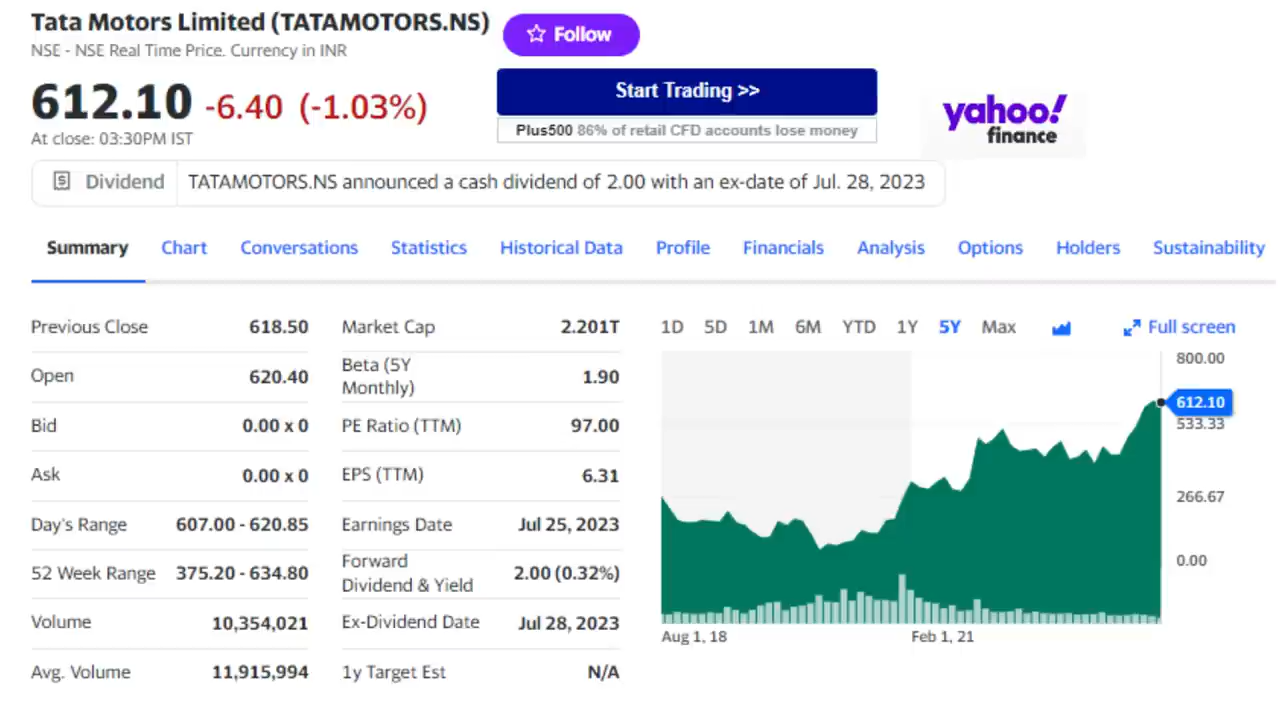 Tata Motors Limited (TATAMOTORS.NS)
Follow
NSE - NSE Real Time Price. Currency in INR
612.10 -6.40 (-1.03%)
At close: 03:30PM IST
Start Trading >>
Plus500 86% of retail CFD accounts lose money
yahoo!
finance
Dividend TATAMOTORS.NS announced a cash dividend of 2.00 with an ex-date of Jul. 28, 2023
Summary Chart Conversations Statistics Historical Data Profile Financials Analysis Options Holders Sustainability
Previous Close 618.50
Open 620.40
Bid 0.00 x 0
Ask 0.00 x 0
Day's Range 607.00 - 620.85
52 Week Range 375.20 - 634.80
Volume 10,354,021
Avg. Volume 11,915,994
Market Cap 2.201T
Beta (5Y
Monthly) 1.90
PE Ratio (TTM) 97.00
EPS (TTM) 6.31
Earnings Date Jul 25, 2023
Forward
Dividend & Yield 2.00 (0.32%)
Ex-Dividend Date Jul 28, 2023
1y Target Est N/A
1D 5D 1M 6M YTD 1Y 5Y Max Full screen
800.00
612.10
533.33
266.67
0.00
Aug 1, 18 Feb 1, 21